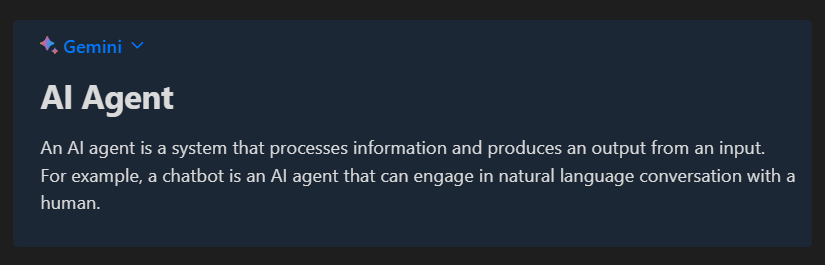 Gemini
AI Agent
An AI agent is a system that processes information and produces an output from an input.
For example, a chatbot is an AI agent that can engage in natural language conversation with a
human.